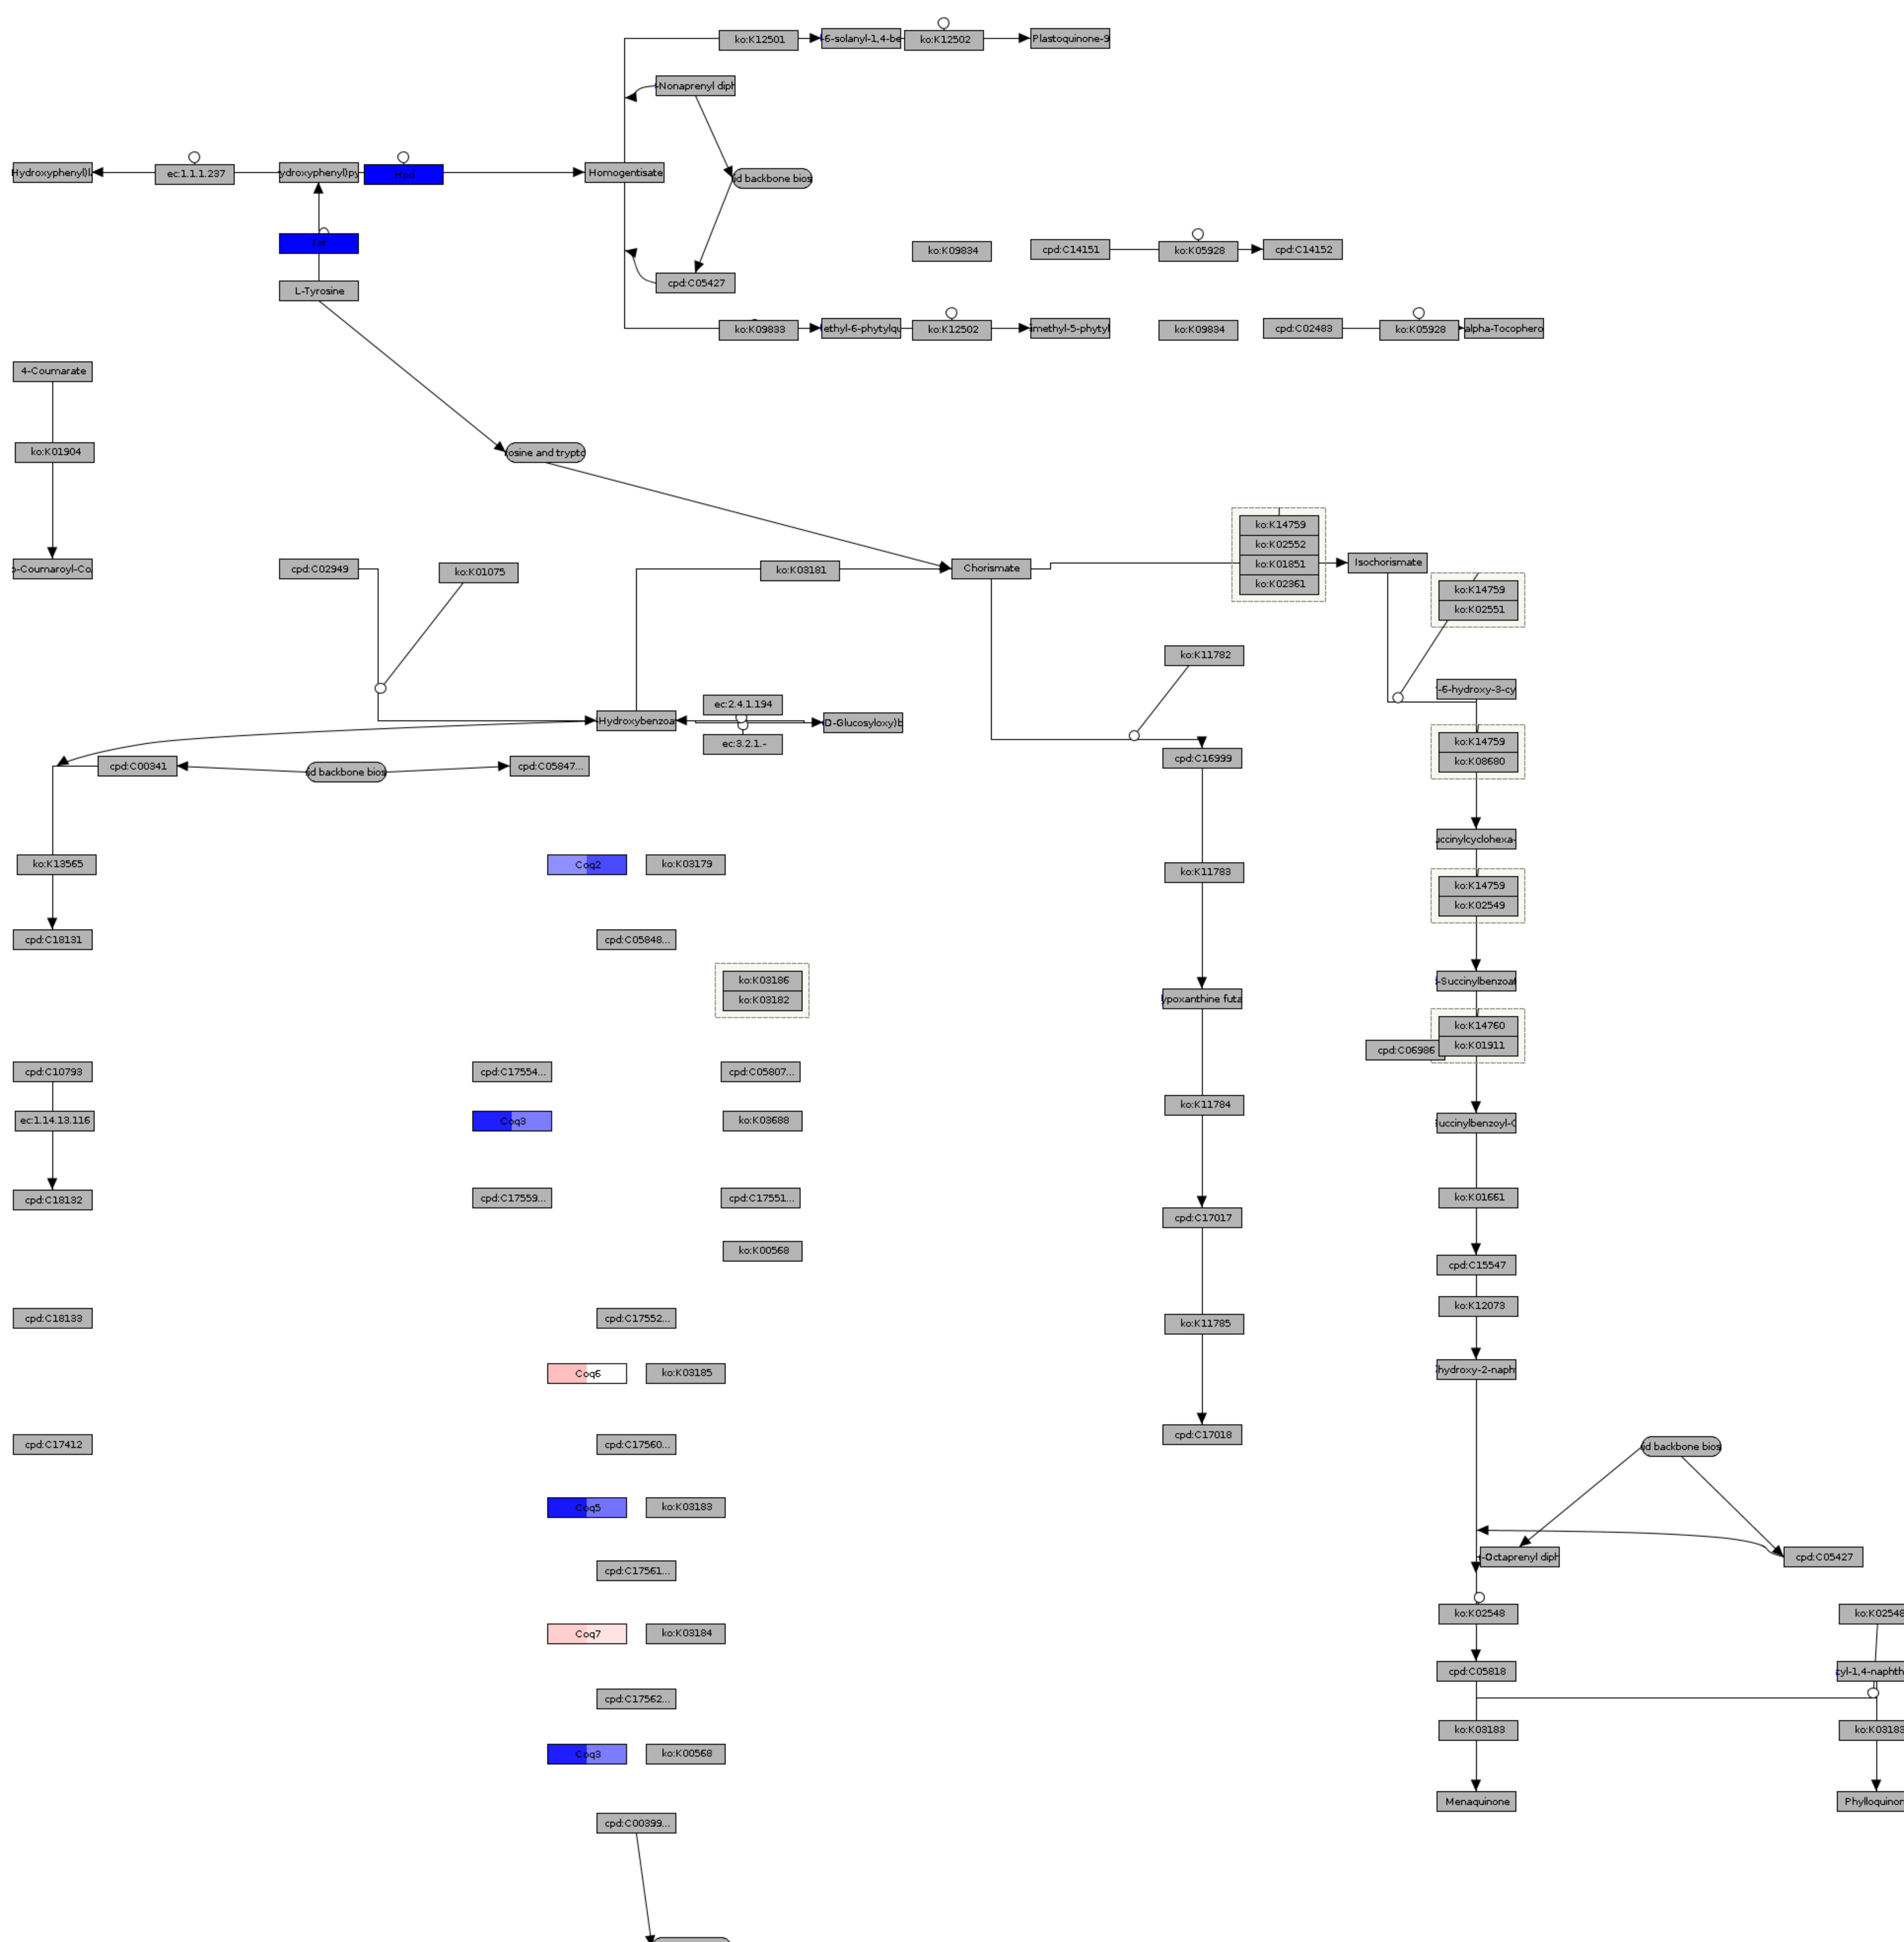 ko:K12501
-6-solanyl-1,4-be
ko:K12502
Plastoquinone-9
-Nonaprenyl diph
Hydroxyphenyl)l
ec:1.1.1.237
ydroxyphenyl)py
Hpd
Homogentisate
id backbone bios
Tat
ko:K09834
cpd:C14151
ko:K05928
cpd:C14152
L-Tyrosine
cpd:C05427
ko:K09833
ethyl-6-phytylqu
ko:K12502
imethyl-5-phytyl
ko:K09834
cpd:C02483
ko:K05928
alpha-Tocophero
4-Coumarate
ko:K01904
rosine and trypto
p-Coumaroyl-Co
cpd:C02949
ko:K01075
ko:K03181
Chorismate
ko:K14759
ko:K02552
ko:K01851
ko:K02361
Isochorismate
ko:K14759
ko:K02551
ko:K11782
-6-hydroxy-3-cy
ec:2.4.1.194
Hydroxybenzoa
D-Glucosyloxy)b
ec:3.2.1.-
ko:K14759
ko:K08680
cpd:C00341
id backbone bios
cpd:C05847...
cpd:C16999
uccinylcyclohexa-
ko:K13565
Coq2
ko:K03179
ko:K11783
ko:K14759
ko:K02549
cpd:C18131
cpd:C05848...
ko:K03186
ko:K03182
ypoxanthine futa
-Succinylbenzoat
ko:K14760
ko:K01911
cpd:C06986
cpd:C10793
cpd:C17554...
cpd:C05807...
ec:1.14.13.116
Coq3
ko:K03688
ko:K11784
uccinylbenzoyl-C
cpd:C18132
cpd:C17559...
cpd:C17551...
cpd:C17017
ko:K01661
ko:K00568
cpd:C15547
cpd:C18133
cpd:C17552...
ko:K11785
ko:K12073
Coq6
ko:K03185
hydroxy-2-naph
cpd:C17412
cpd:C17560...
cpd:C17018
id backbone bios
Coq5
ko:K03183
cpd:C17561...
-Octaprenyl diph
cpd:C05427
Coq7
ko:K03184
ko:K02548
ko:K02548
cpd:C17562...
cpd:C05818
cyl-1,4-naphth
Coq3
ko:K00568
ko:K03183
ko:K03183
Menaquinone
Phylloquinon
cpd:C00399...